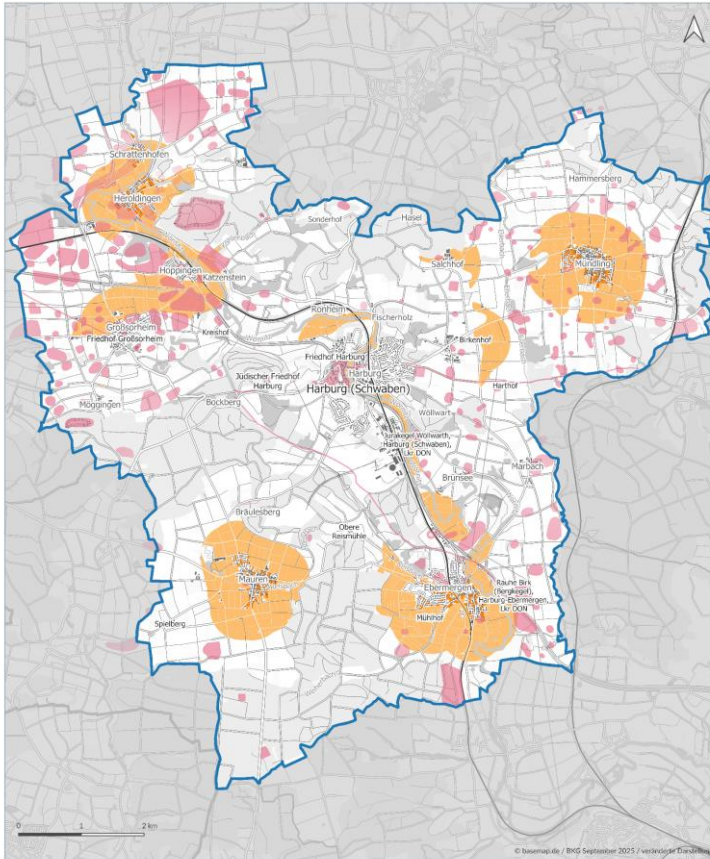 Hammersberg
Schrattenhofen
Heroldingen
Sonderhof
Hasel
Salchhof
Mündling
Hoppingen
Katzenstein
Ronheim
Fischerholz
Großsorheim
Friedhof Großsorheim
Kreishof
Friedhof Harburg
Birkenhof
Harburg
Jüdischer Friedhof
Harburg
Harburg (Schwaben)
Harthof
Möggingen
Bockberg
Wöllwart
Jurakegel Wöllwarth,
Harburg (Schwaben),
Lkr DON
Marbach
Brünsee
Bräulesberg
Obere
Reismühle
Mauren
Ebermergen
Rauhe Birk
(Bergkegel),
Harburg-Ebermergen,
Lkr DON
Mühlhof
Spielberg
0 1 2 km
© basemap.de / BKG September 2025 / veränderte Darstellung